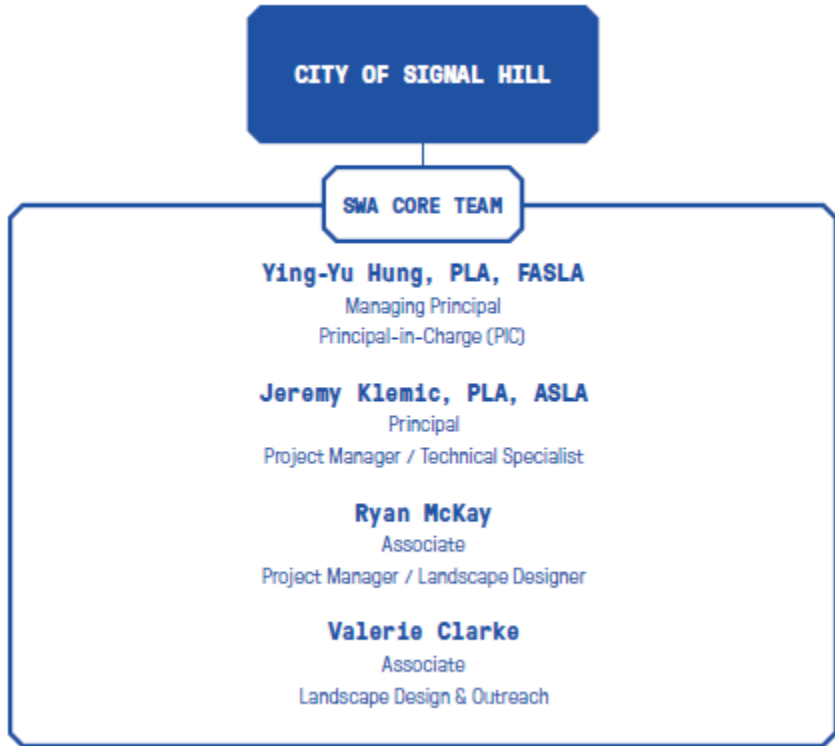 CITY OF SIGNAL HILL
SWA CORE TEAM
Ying-Yu Hung, PLA, FASLA
Managing Principal
Principal-in-Charge (PIC)
Jeremy Klemic, PLA, ASLA
Principal
Project Manager / Technical Specialist
Ryan McKay
Associate
Project Manager / Landscape Designer
Valerie Clarke
Associate
Landscape Design & Outreach